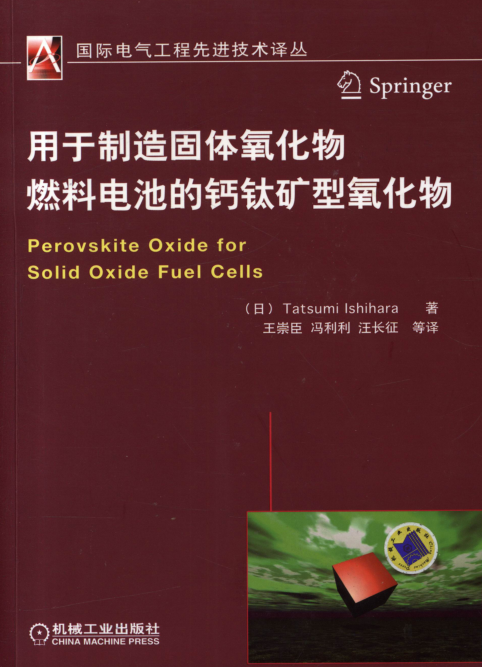 国际电气工程先进技术译丛
Springer
用于制造固体氧化物
燃料电池的钙钛矿型氧化物
Perovskite Oxide for
Solid Oxide Fuel Cells
（日）Tatsumi Ishihara 著
王崇臣 冯利利 汪长征 等译
机械工业出版社
CHINA MACHINE PRESS